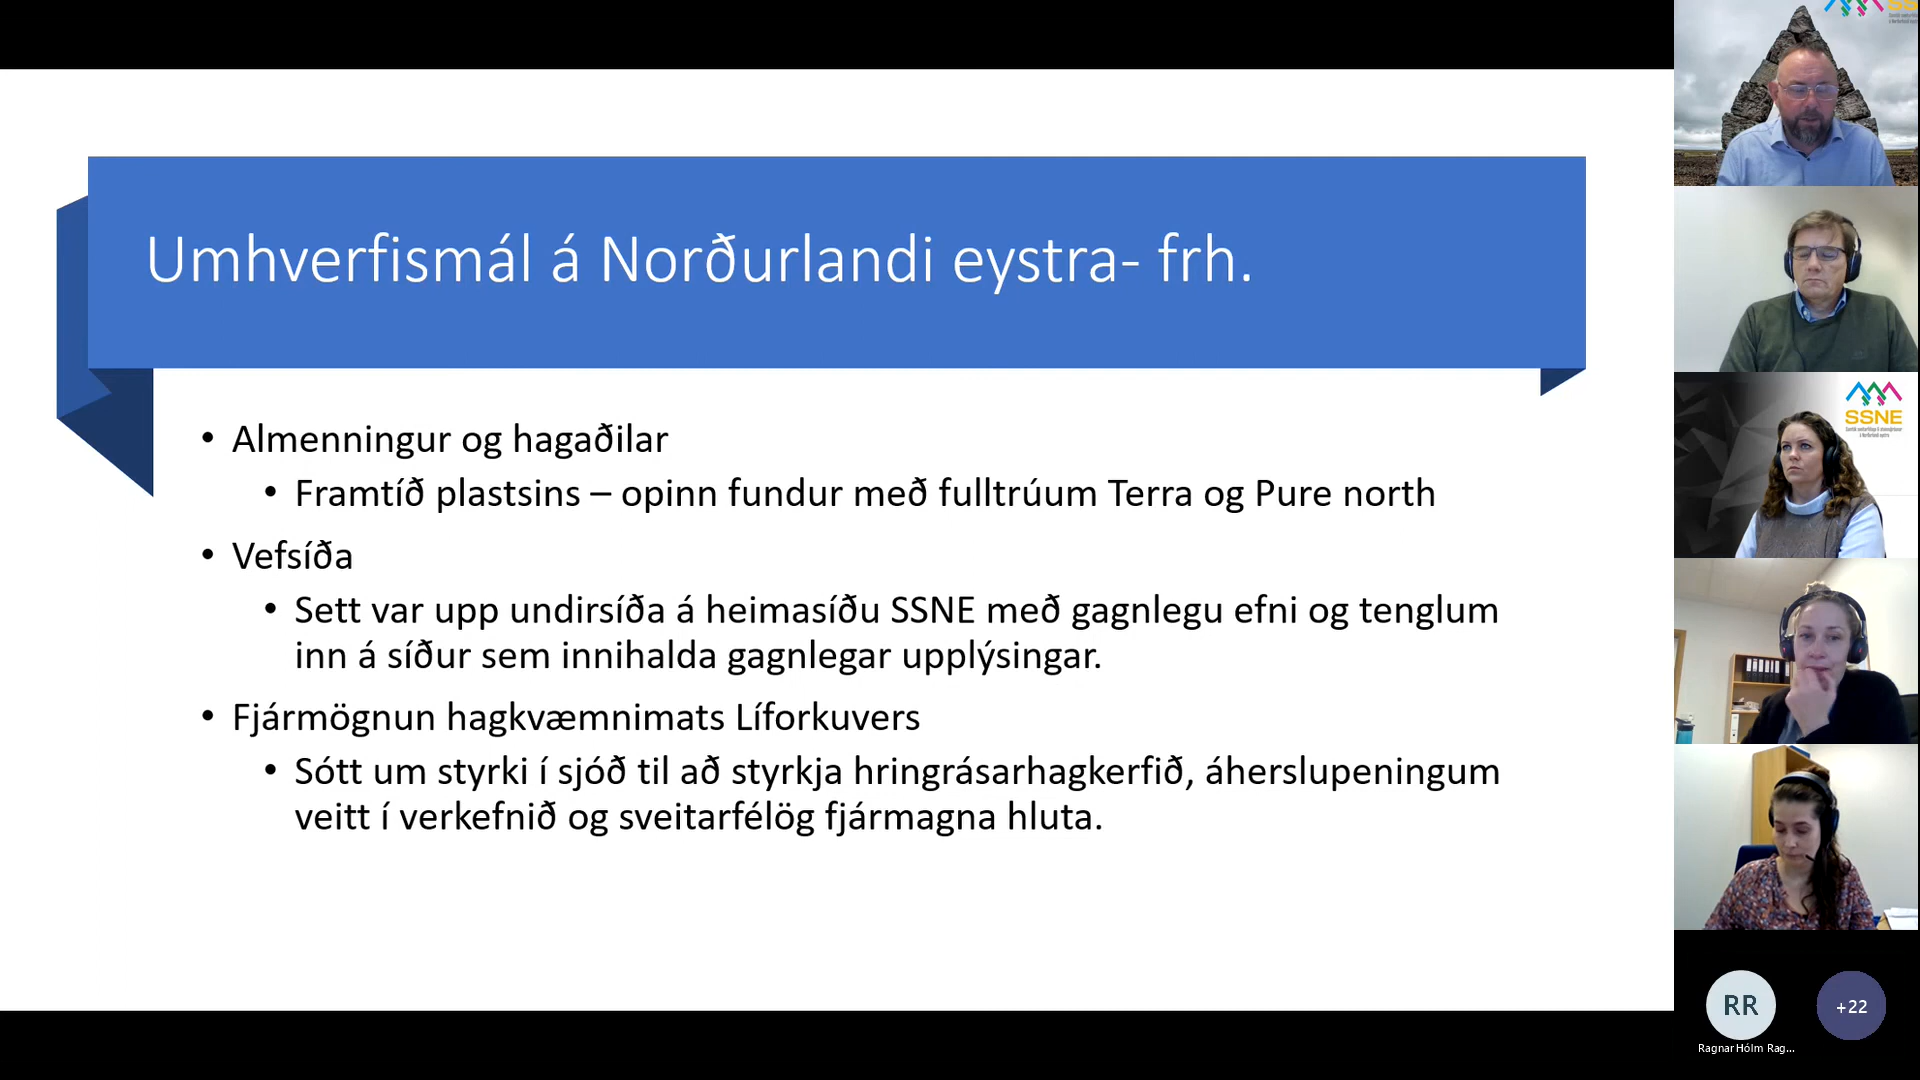 Umhverfismál á Norðurlandi eystra- frh.
• Almenningur og hagaðilar
• Framtíð plastsins – opinn fundur með fulltrúum Terra og Pure north
• Vefsíða
• Sett var upp undirsíða á heimasíðu SSNE með gagnlegu efni og tenglum
inn á síður sem innihalda gagnlegar upplýsingar.
• Fjármögnun hagkvæmnimats Líforkuvers
• Sótt um styrki í sjóð til að styrkja hringrásarhagkerfið, áherslupeningum
veitt í verkefnið og sveitarfélög fjármagna hluta.
SSNE
RR
+22
Ragnar Hólm Rag...